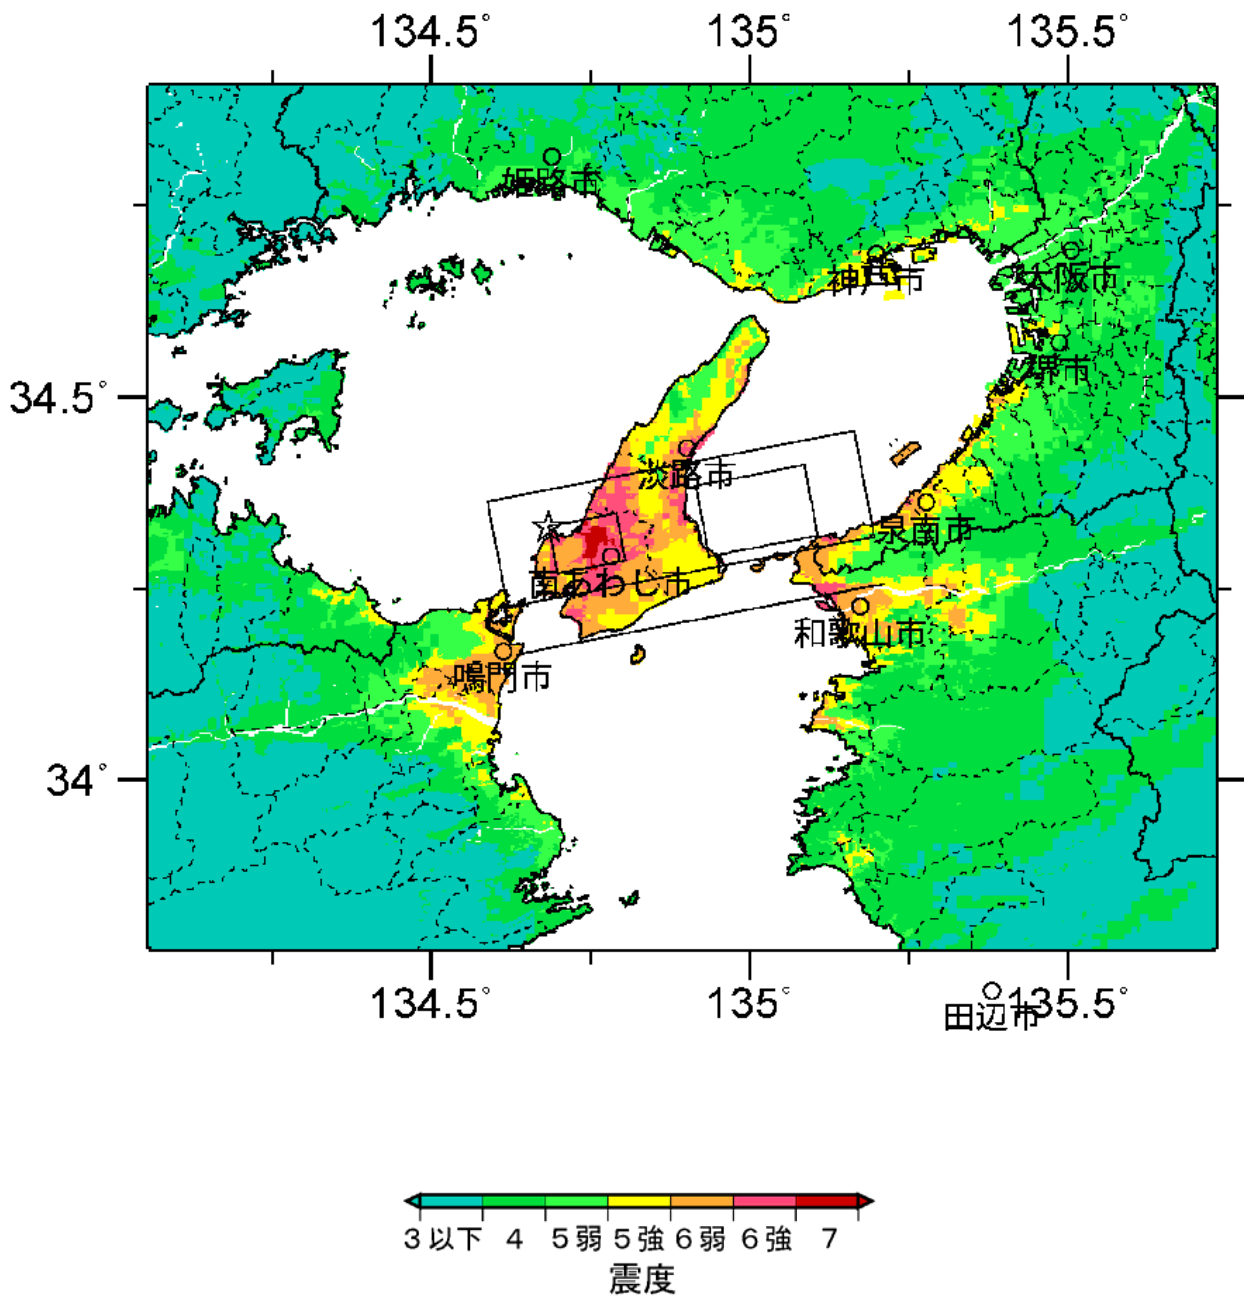 134.5° 135° 135.5°
姫路市
神戸市
大阪市
堺市
34.5°
淡路市
泉南市
南あわじ市
和歌山市
鳴門市
34°
134.5° 135° 135.5°
田辺市
3以下 4 5弱 5強 6弱 6強 7
震度